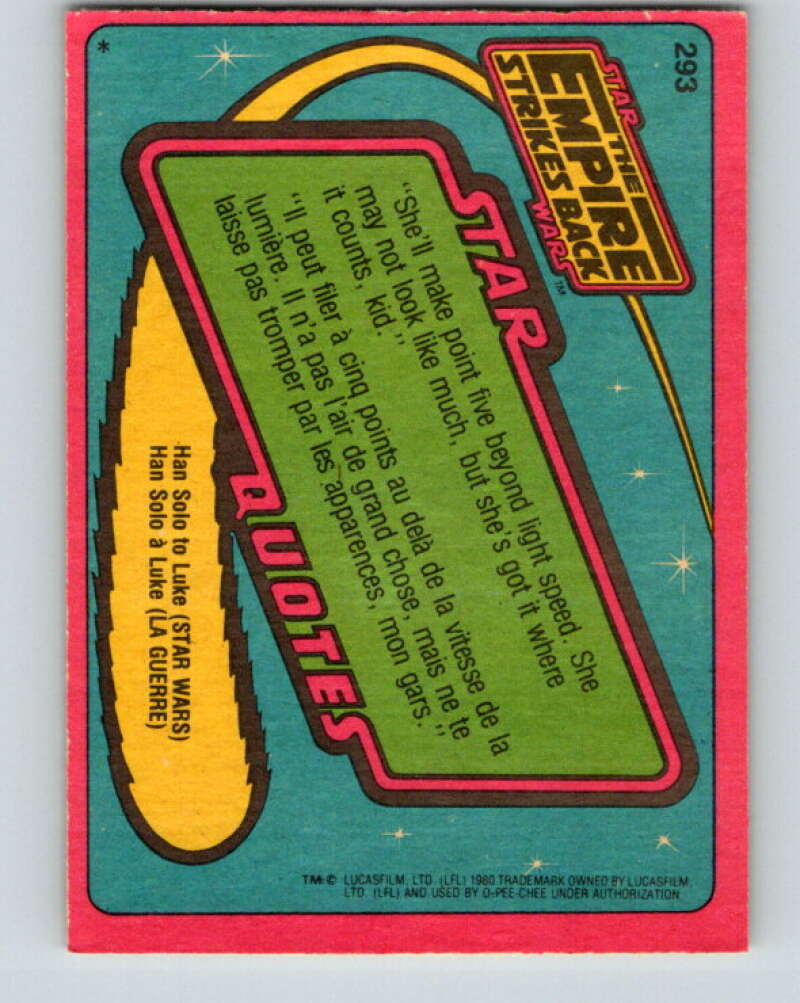 293
STAR
THE
EMPIRE
STRIKES BACK
WARS™
STAR
"She'll make point five beyond light speed. She
may not look like much, but she's got it where
it counts, kid."
"Il peut filer à cinq points au delà de la vitesse de la
lumière. Il n'a pas l'air de grand chose, mais ne te
laisse pas tromper par les apparences, mon gars."
QUOTES
Han Solo to Luke (STAR WARS)
Han Solo à Luke (LA GUERRE)
*
TM © LUCASFILM, LTD. (LFL) 1980 TRADEMARK OWNED BY LUCASFILM,
LTD. (LFL) AND USED BY O-PEE-CHEE UNDER AUTHORIZATION